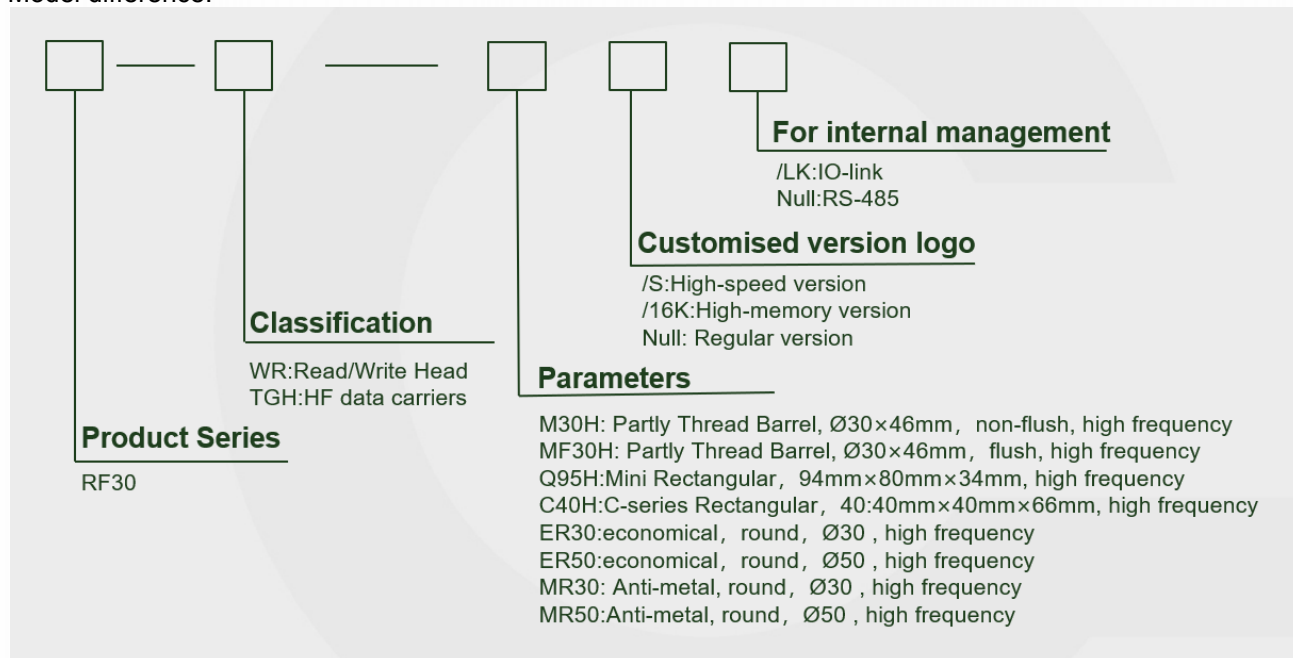 Model difference:
For internal management
/LK:IO-link
Null:RS-485
Customised version logo
/S:High-speed version
/16K:High-memory version
Null: Regular version
Classification
WR:Read/Write Head
TGH:HF data carriers
Parameters
M30H: Partly Thread Barrel, Ø30×46mm，non-flush, high frequency
MF30H: Partly Thread Barrel, Ø30×46mm，flush, high frequency
Q95H:Mini Rectangular，94mm×80mm×34mm, high frequency
C40H:C-series Rectangular，40:40mm×40mm×66mm, high frequency
ER30:economical，round，Ø30 , high frequency
ER50:economical，round，Ø50 , high frequency
MR30: Anti-metal, round，Ø30 , high frequency
MR50:Anti-metal, round，Ø50 , high frequency
Product Series
RF30